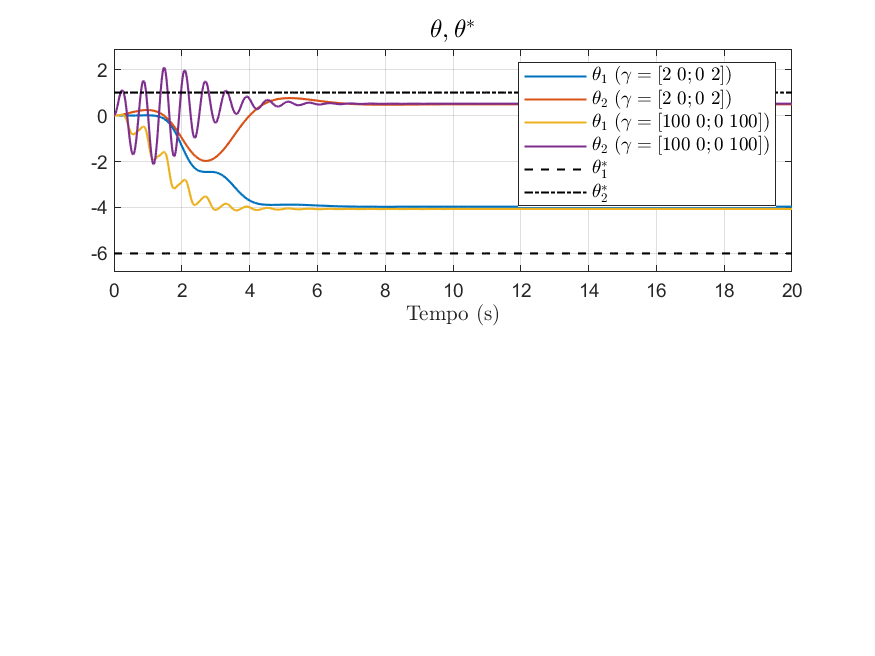 θ, θ*
2
0
-2
-4
-6
0 2 4 6 8 10 12 14 16 18 20
Tempo (s)
θ₁ (γ = [2 0; 0 2])
θ₂ (γ = [2 0; 0 2])
θ₁ (γ = [100 0; 0 100])
θ₂ (γ = [100 0; 0 100])
θ₁*
θ₂*